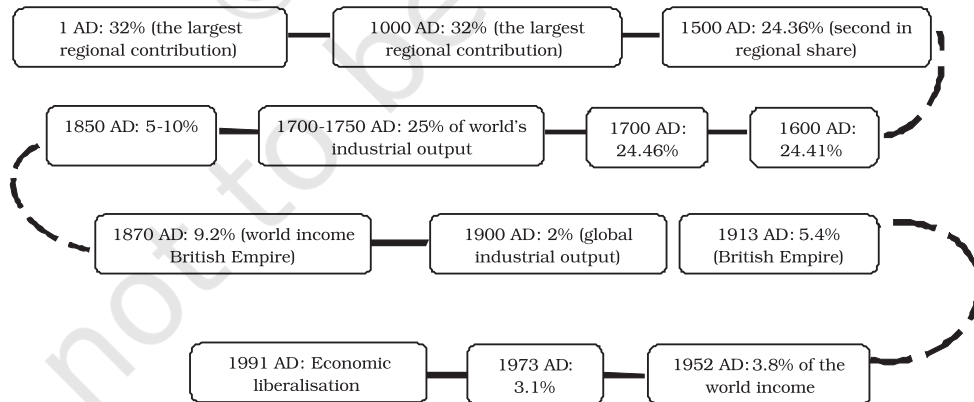 1 AD: 32% (the largest
regional contribution)
1000 AD: 32% (the largest
regional contribution)
1500 AD: 24.36% (second in
regional share)
1600 AD:
24.41%
1700 AD:
24.46%
1700-1750 AD: 25% of world's
industrial output
1850 AD: 5-10%
1870 AD: 9.2% (world income
British Empire)
1900 AD: 2% (global
industrial output)
1913 AD: 5.4%
(British Empire)
1952 AD: 3.8% of the
world income
1973 AD:
3.1%
1991 AD: Economic
liberalisation
not to be